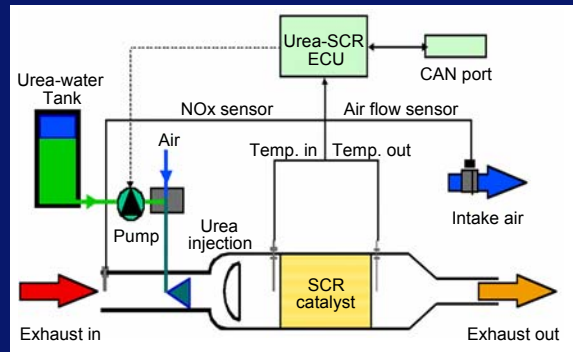 Urea-SCR
ECU
CAN port
Urea-water
Tank
NOx sensor
Air flow sensor
Air
Temp. in
Temp. out
Pump
Urea
injection
Intake air
SCR
catalyst
Exhaust in
Exhaust out